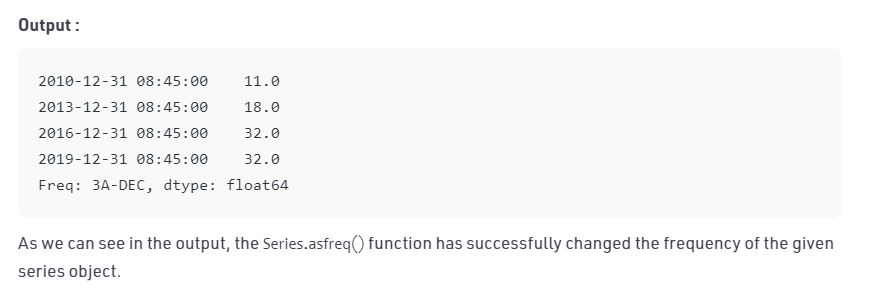 Output :
2010-12-31 08:45:00    11.0
2013-12-31 08:45:00    18.0
2016-12-31 08:45:00    32.0
2019-12-31 08:45:00    32.0
Freq: 3A-DEC, dtype: float64
As we can see in the output, the Series.asfreq() function has successfully changed the frequency of the given
series object.